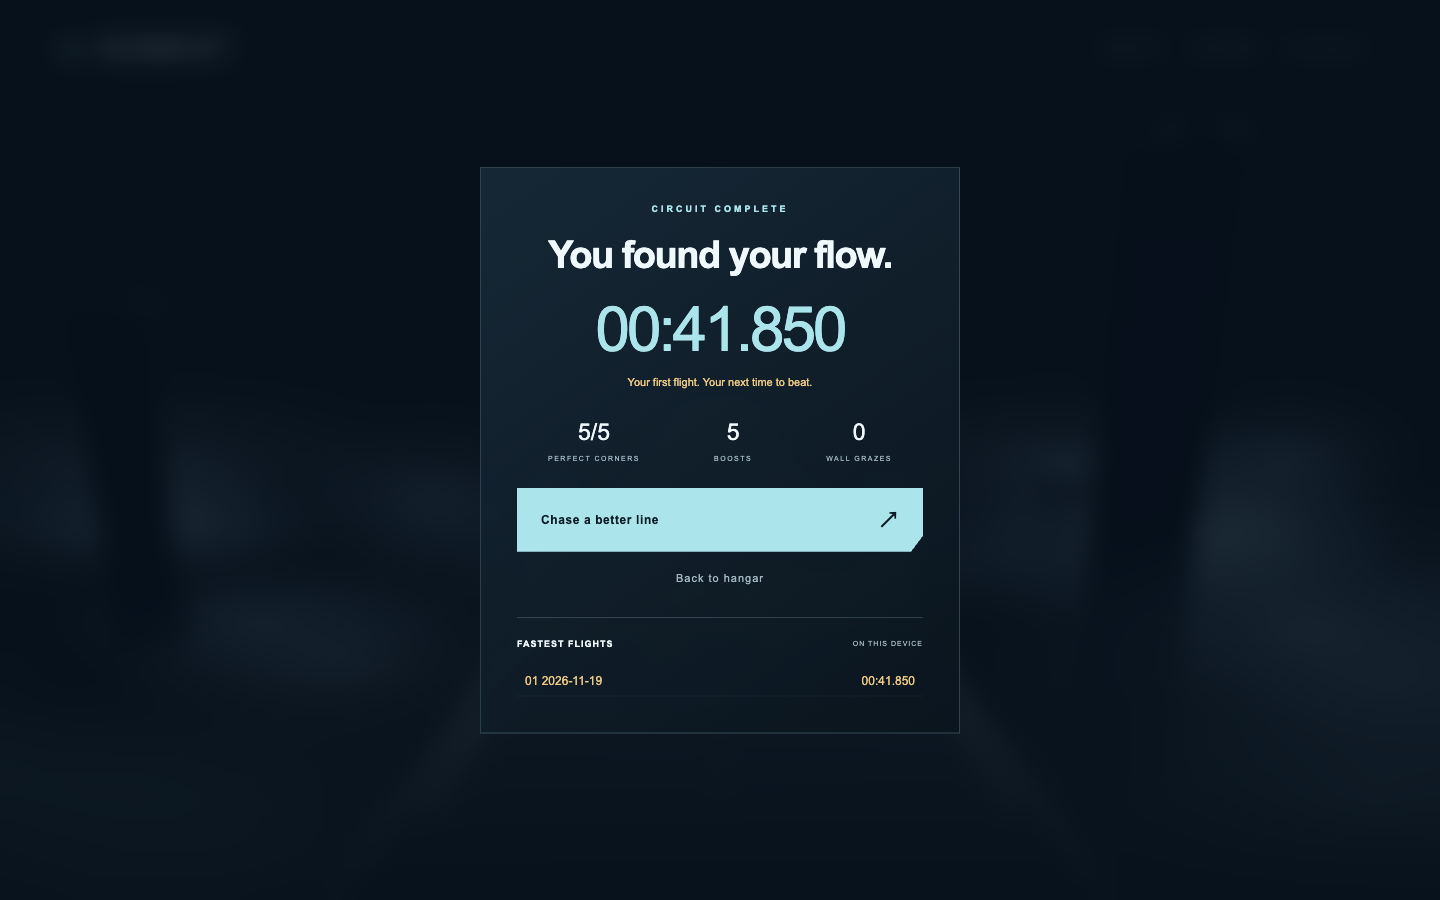 CIRCUIT COMPLETE
You found your flow.
00:41.850
Your first flight. Your next time to beat.
5/5 5 0
PERFECT CORNERS BOOSTS WALL GRAZES
Chase a better line ↗
Back to hangar
FASTEST FLIGHTS ON THIS DEVICE
01 2026-11-19 00:41.850